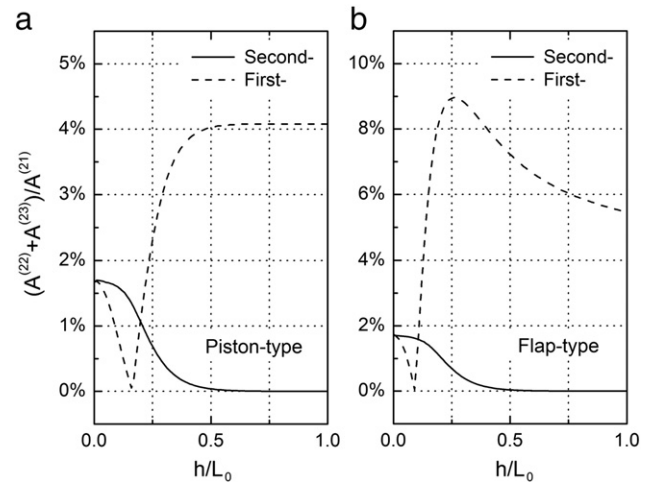 a
Second-
First-
5%
4%
3%
2%
1%
0%
(A^(22)+A^(23))/A^(21)
Piston-type
0.0 0.5 1.0
h/L₀
b
Second-
First-
10%
8%
6%
4%
2%
0%
Flap-type
0.0 0.5 1.0
h/L₀